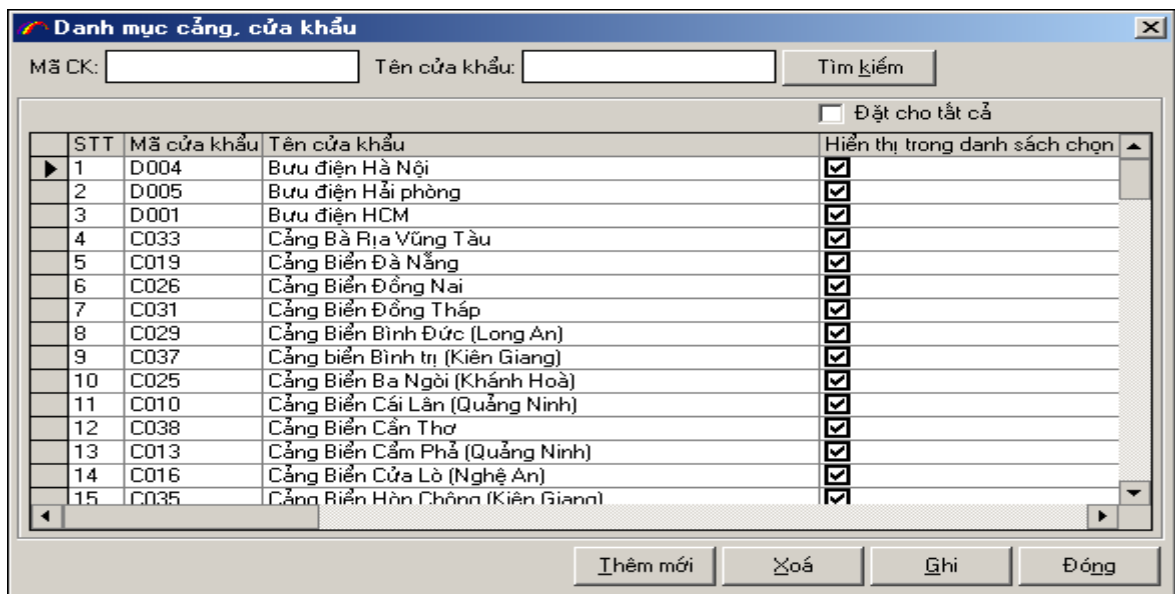 Danh mục cảng, cửa khẩu
Mã CK: Tên cửa khẩu: Tìm kiếm
Đặt cho tất cả
STT Mã cửa khẩu Tên cửa khẩu Hiển thị trong danh sách chọn
1 D004 Bưu điện Hà Nội
2 D005 Bưu điện Hải phòng
3 D001 Bưu điện HCM
4 C033 Cảng Bà Rịa Vũng Tàu
5 C019 Cảng Biển Đà Nẵng
6 C026 Cảng Biển Đồng Nai
7 C031 Cảng Biển Đồng Tháp
8 C029 Cảng Biển Bình Đức (Long An)
9 C037 Cảng biển Bình trị (Kiên Giang)
10 C025 Cảng Biển Ba Ngòi (Khánh Hoà)
11 C010 Cảng Biển Cái Lân (Quảng Ninh)
12 C038 Cảng Biển Cần Thơ
13 C013 Cảng Biển Cẩm Phả (Quảng Ninh)
14 C016 Cảng Biển Cửa Lò (Nghệ An)
15 C035 Cảng Biển Hòn Chông (Kiên Giang)
Thêm mới Xoá Ghi Đóng